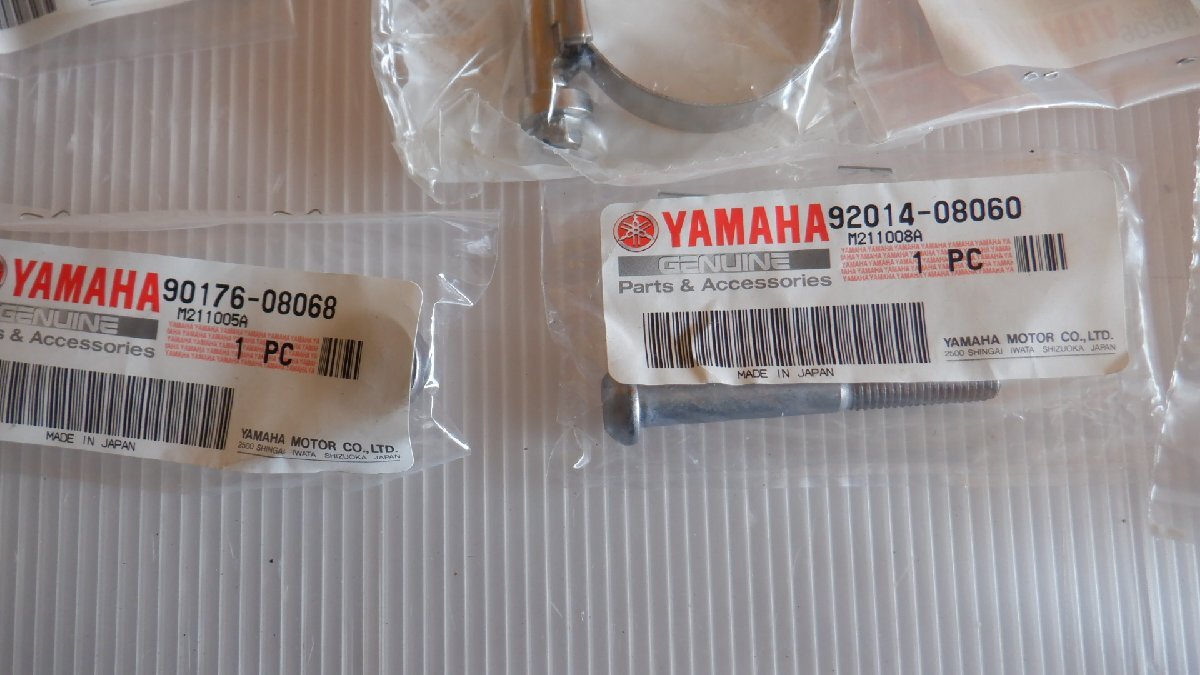 YAMAHA 92014-08060
M211008A
GENUINE
1 PC
Parts & Accessories
YAMAHA MOTOR CO.,LTD.
2500 SHINGAI IWATA SHIZUOKA JAPAN
MADE IN JAPAN
YAMAHA 90176-08068
M211005A
GENUINE
1 PC
& Accessories
YAMAHA MOTOR CO.,LTD.
2500 SHINGAI IWATA SHIZUOKA JAPAN
MADE IN JAPAN